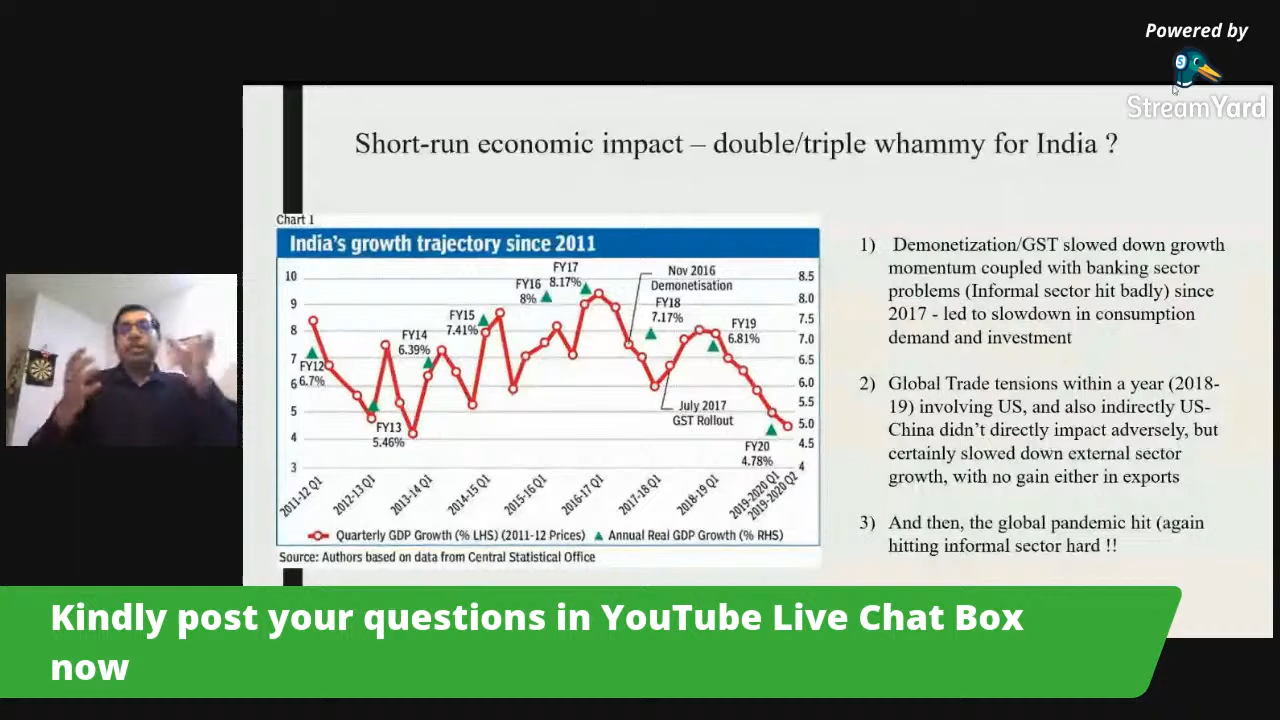 Powered by
StreamYard
Short-run economic impact – double/triple whammy for India ?
Chart 1
India's growth trajectory since 2011
10
9
8
7
6
5
4
3
8.5
8.0
7.5
7.0
6.5
6.0
5.5
5.0
4.5
4
FY12
6.7%
FY13
5.46%
FY14
6.39%
FY15
7.41%
FY16
8%
FY17
8.17%
Nov 2016
Demonetisation
FY18
7.17%
FY19
6.81%
July 2017
GST Rollout
FY20
4.78%
2011-12 Q1
2012-13 Q1
2013-14 Q1
2014-15 Q1
2015-16 Q1
2016-17 Q1
2017-18 Q1
2018-19 Q1
2019-2020 Q1
2019-2020 Q2
Quarterly GDP Growth (% LHS) (2011-12 Prices) Annual Real GDP Growth (% RHS)
Source: Authors based on data from Central Statistical Office
1) Demonetization/GST slowed down growth
momentum coupled with banking sector
problems (Informal sector hit badly) since
2017 - led to slowdown in consumption
demand and investment
2) Global Trade tensions within a year (2018-
19) involving US, and also indirectly US-
China didn't directly impact adversely, but
certainly slowed down external sector
growth, with no gain either in exports
3) And then, the global pandemic hit (again
hitting informal sector hard !!
Kindly post your questions in YouTube Live Chat Box
now